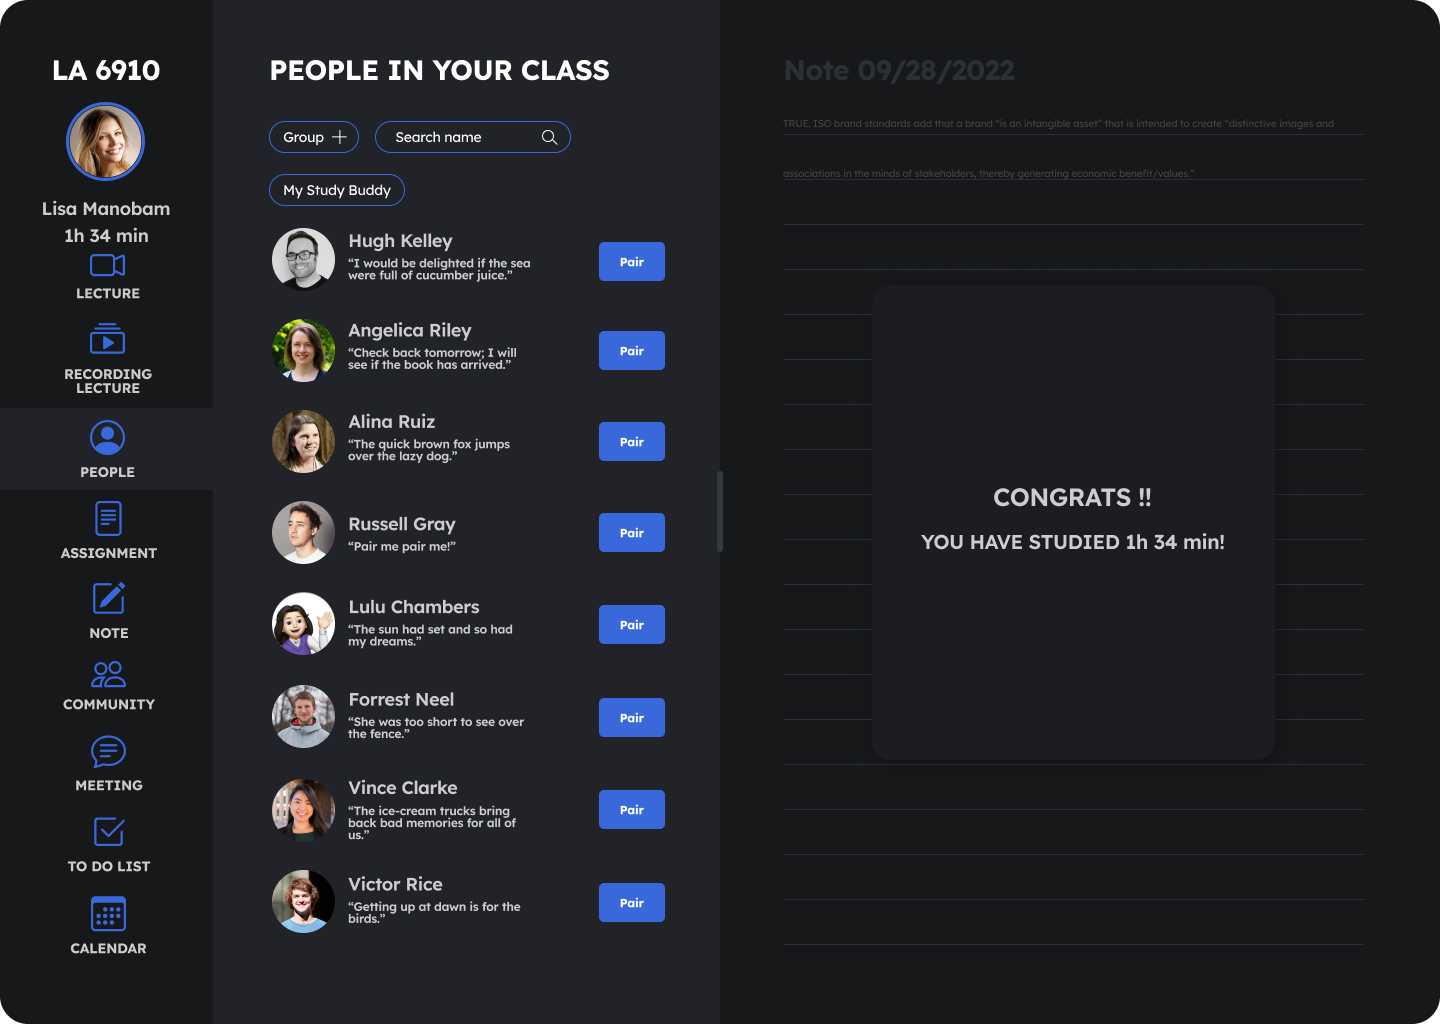 LA 6910
Lisa Manobam
1h 34 min
LECTURE
RECORDING
LECTURE
PEOPLE
ASSIGNMENT
NOTE
COMMUNITY
MEETING
TO DO LIST
CALENDAR
PEOPLE IN YOUR CLASS
Group
Search name
My Study Buddy
Hugh Kelley
“I would be delighted if the sea
were full of cucumber juice.”
Pair
Angelica Riley
“Check back tomorrow; I will
see if the book has arrived.”
Pair
Alina Ruiz
“The quick brown fox jumps
over the lazy dog.”
Pair
Russell Gray
“Pair me pair me!”
Pair
Lulu Chambers
“The sun had set and so had
my dreams.”
Pair
Forrest Neel
“She was too short to see over
the fence.”
Pair
Vince Clarke
“The ice-cream trucks bring
back bad memories for all of
us.”
Pair
Victor Rice
“Getting up at dawn is for the
birds.”
Pair
Note 09/28/2022
TRUE. ISO brand standards add that a brand “is an intangible asset” that is intended to create “distinctive images and
associations in the minds of stakeholders, thereby generating economic benefit/values.”
CONGRATS !!
YOU HAVE STUDIED 1h 34 min!